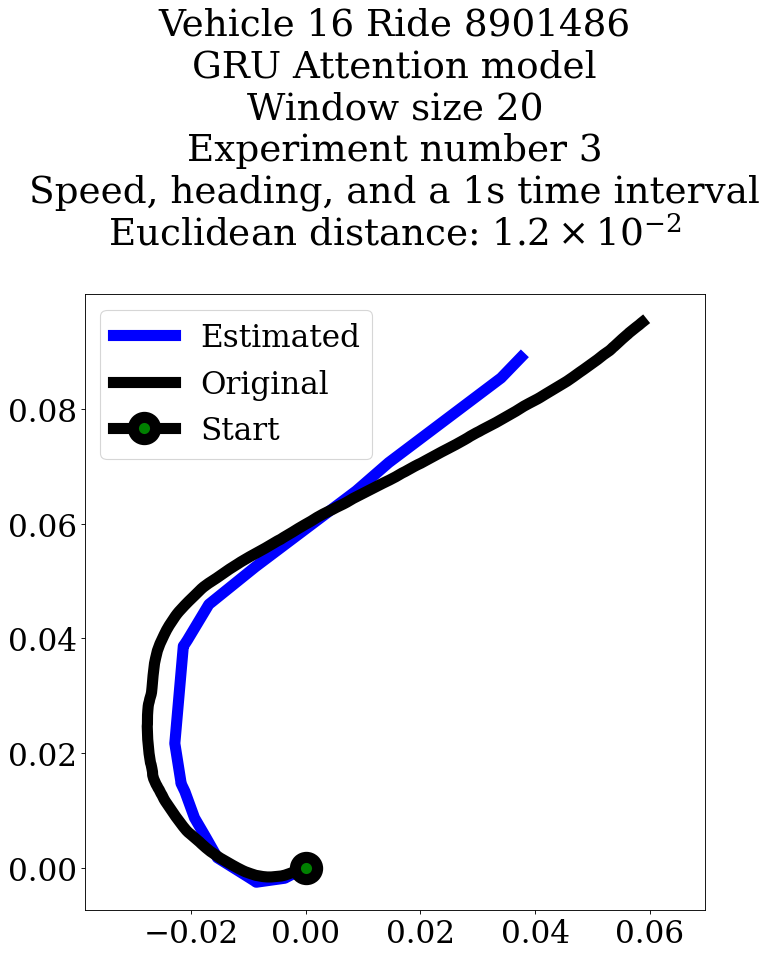 Vehicle 16 Ride 8901486
GRU Attention model
Window size 20
Experiment number 3
Speed, heading, and a 1s time interval
Euclidean distance: 1.2 × 10⁻²
Estimated
Original
Start
0.08
0.06
0.04
0.02
0.00
−0.02 0.00 0.02 0.04 0.06